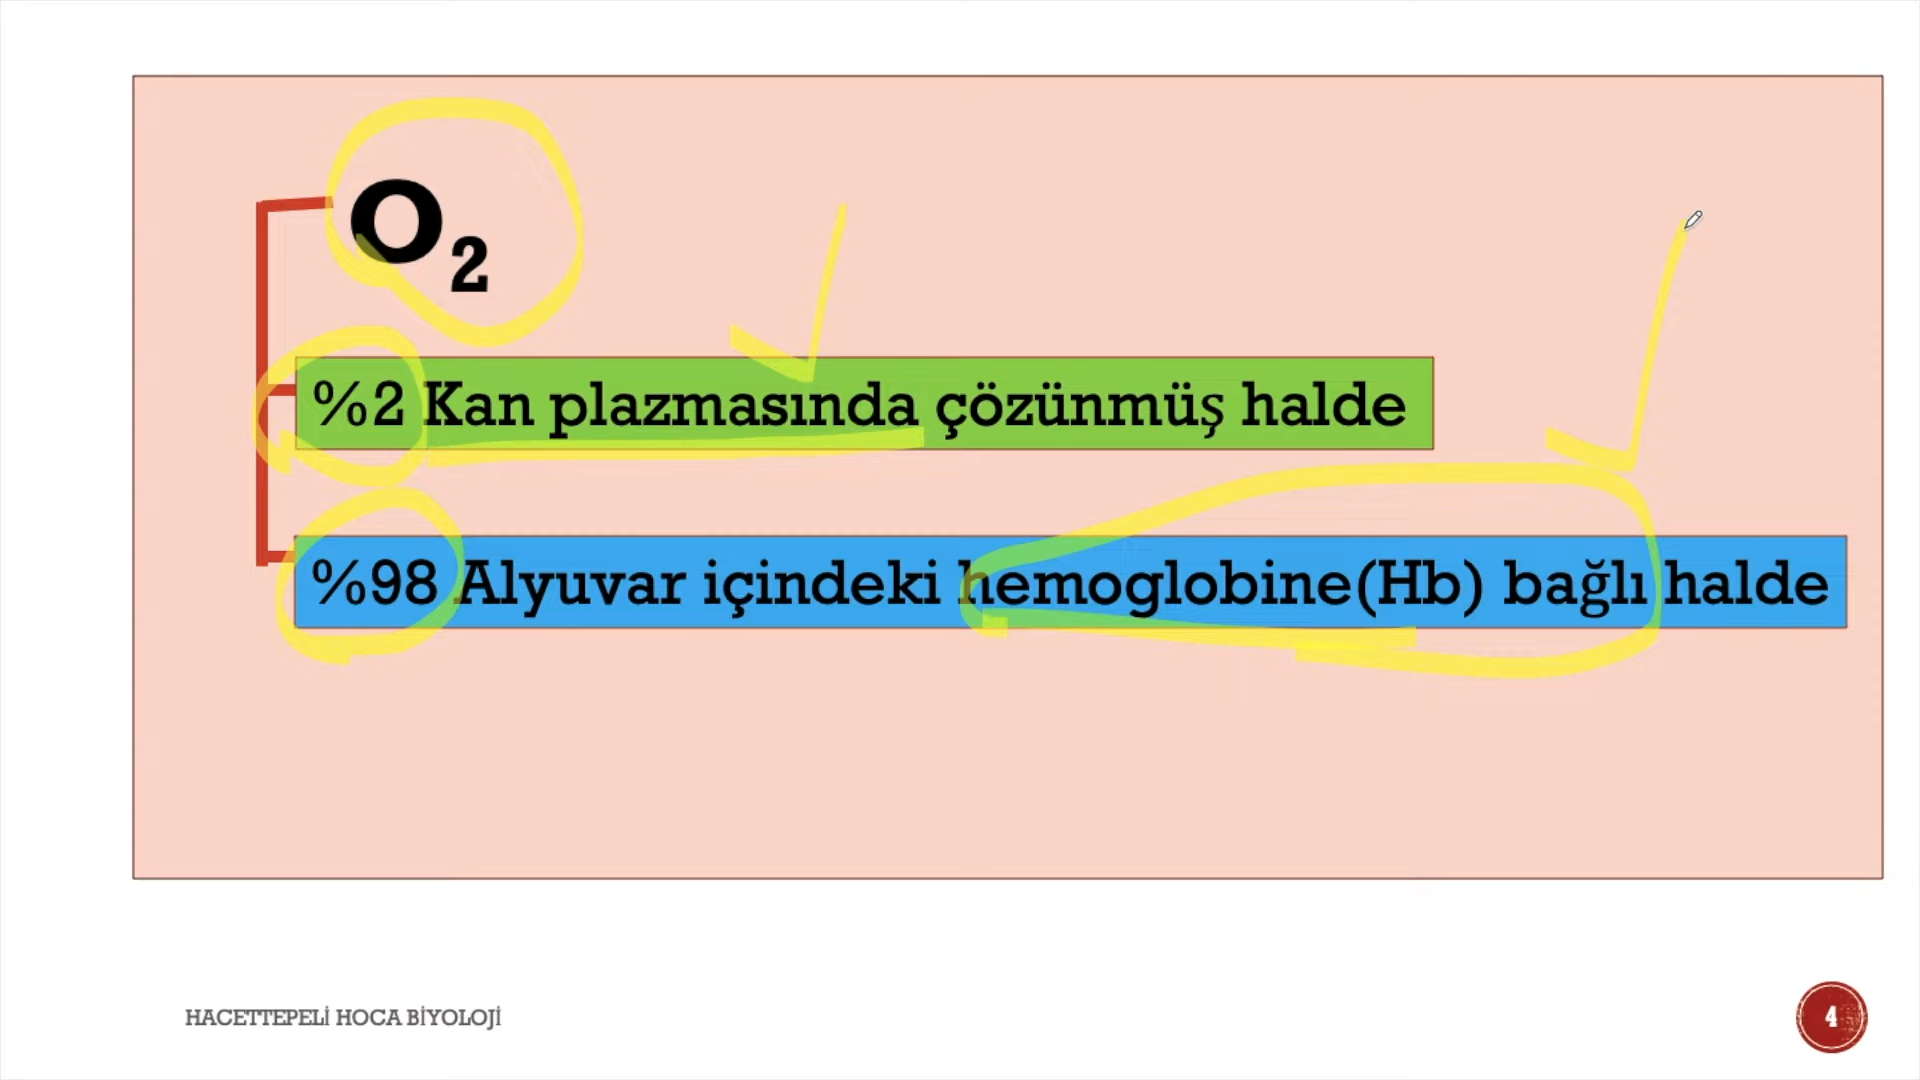 O₂
%2 Kan plazmasında çözünmüş halde
%98 Alyuvar içindeki hemoglobine(Hb) bağlı halde
HACETTEPELİ HOCA BİYOLOJİ
4